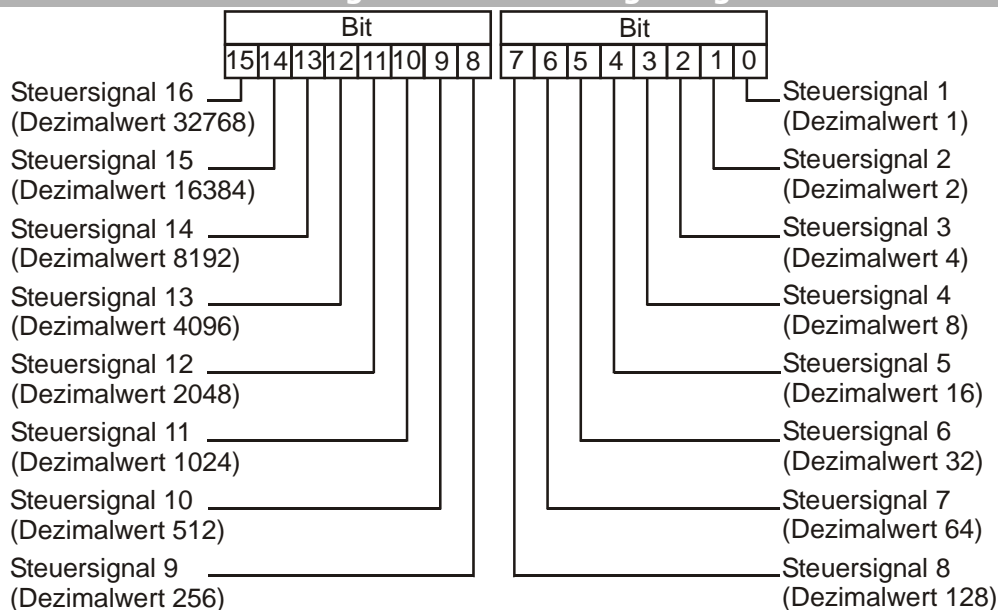 Bit
Bit
15 14 13 12 11 10 9 8
7 6 5 4 3 2 1 0
Steuersignal 16
(Dezimalwert 32768)
Steuersignal 15
(Dezimalwert 16384)
Steuersignal 14
(Dezimalwert 8192)
Steuersignal 13
(Dezimalwert 4096)
Steuersignal 12
(Dezimalwert 2048)
Steuersignal 11
(Dezimalwert 1024)
Steuersignal 10
(Dezimalwert 512)
Steuersignal 9
(Dezimalwert 256)
Steuersignal 1
(Dezimalwert 1)
Steuersignal 2
(Dezimalwert 2)
Steuersignal 3
(Dezimalwert 4)
Steuersignal 4
(Dezimalwert 8)
Steuersignal 5
(Dezimalwert 16)
Steuersignal 6
(Dezimalwert 32)
Steuersignal 7
(Dezimalwert 64)
Steuersignal 8
(Dezimalwert 128)